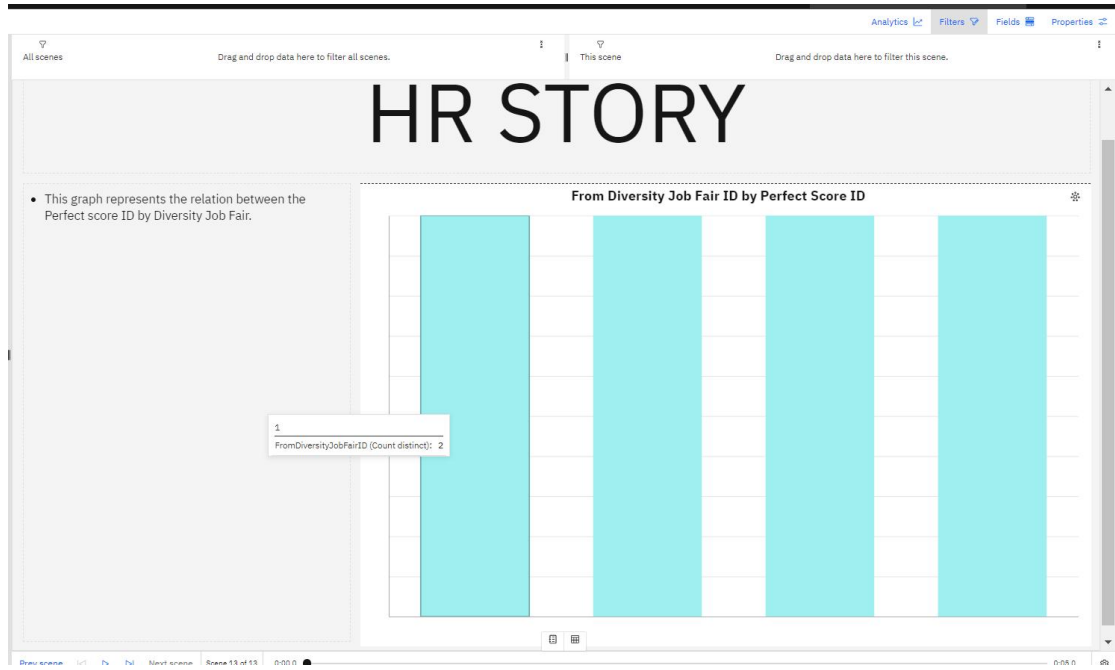 Analytics
Filters
Fields
Properties
All scenes
Drag and drop data here to filter all scenes.
This scene
Drag and drop data here to filter this scene.
HR STORY
• This graph represents the relation between the
Perfect score ID by Diversity Job Fair.
From Diversity Job Fair ID by Perfect Score ID
1
FromDiversityJobFairID (Count distinct): 2
Prev scene
Next scene
Scene 13 of 13
0:00.0
0:05.0